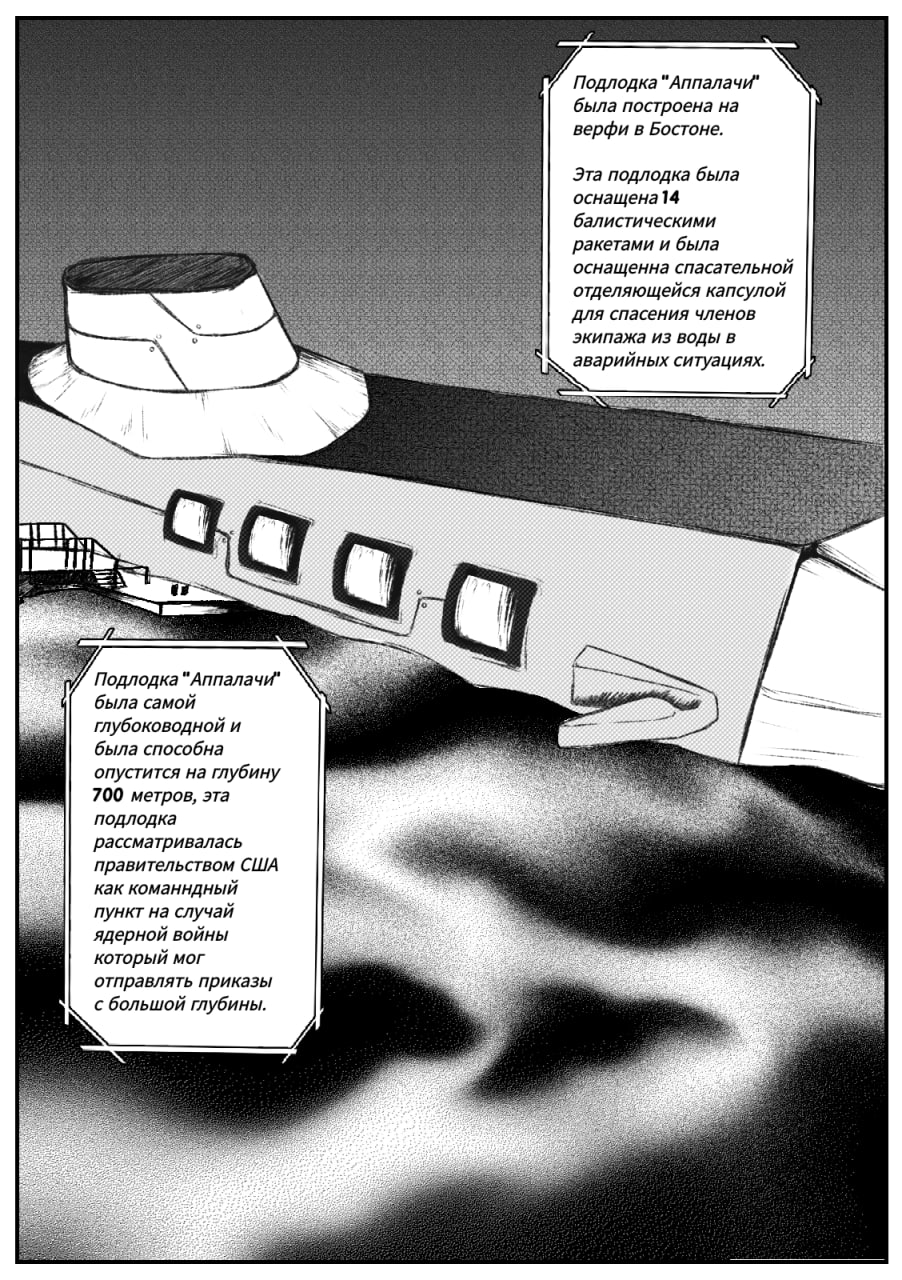 Подлодка "Аппалачи"
была построена на
верфи в Бостоне.
Эта подлодка была
оснащена 14
балистическими
ракетами и была
оснащенна спасательной
отделяющейся капсулой
для спасения членов
экипажа из воды в
аварийных ситуациях.
Подлодка "Аппалачи"
была самой
глубоководной и
была способна
опустится на глубину
700 метров, эта
подлодка
рассматривалась
правительством США
как команндный
пункт на случай
ядерной войны
который мог
отправлять приказы
с большой глубины.